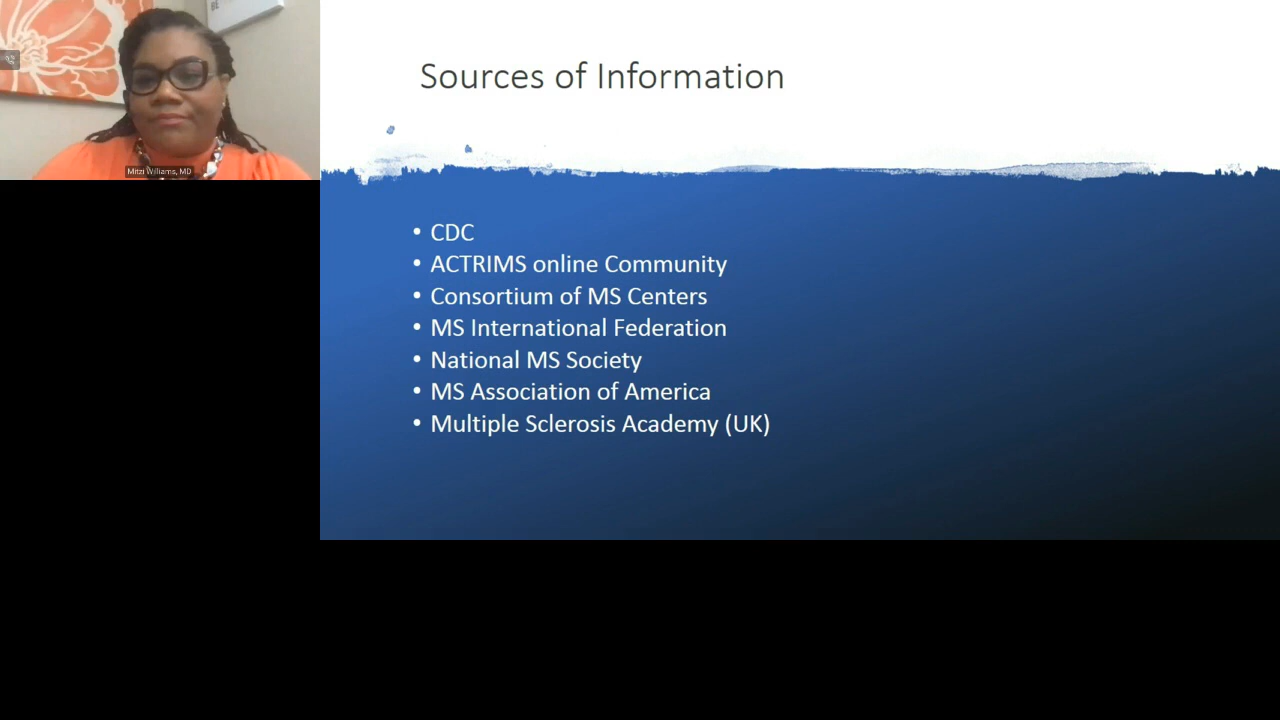 BE
Mitzi Williams, MD
Sources of Information
• CDC
• ACTRIMS online Community
• Consortium of MS Centers
• MS International Federation
• National MS Society
• MS Association of America
• Multiple Sclerosis Academy (UK)